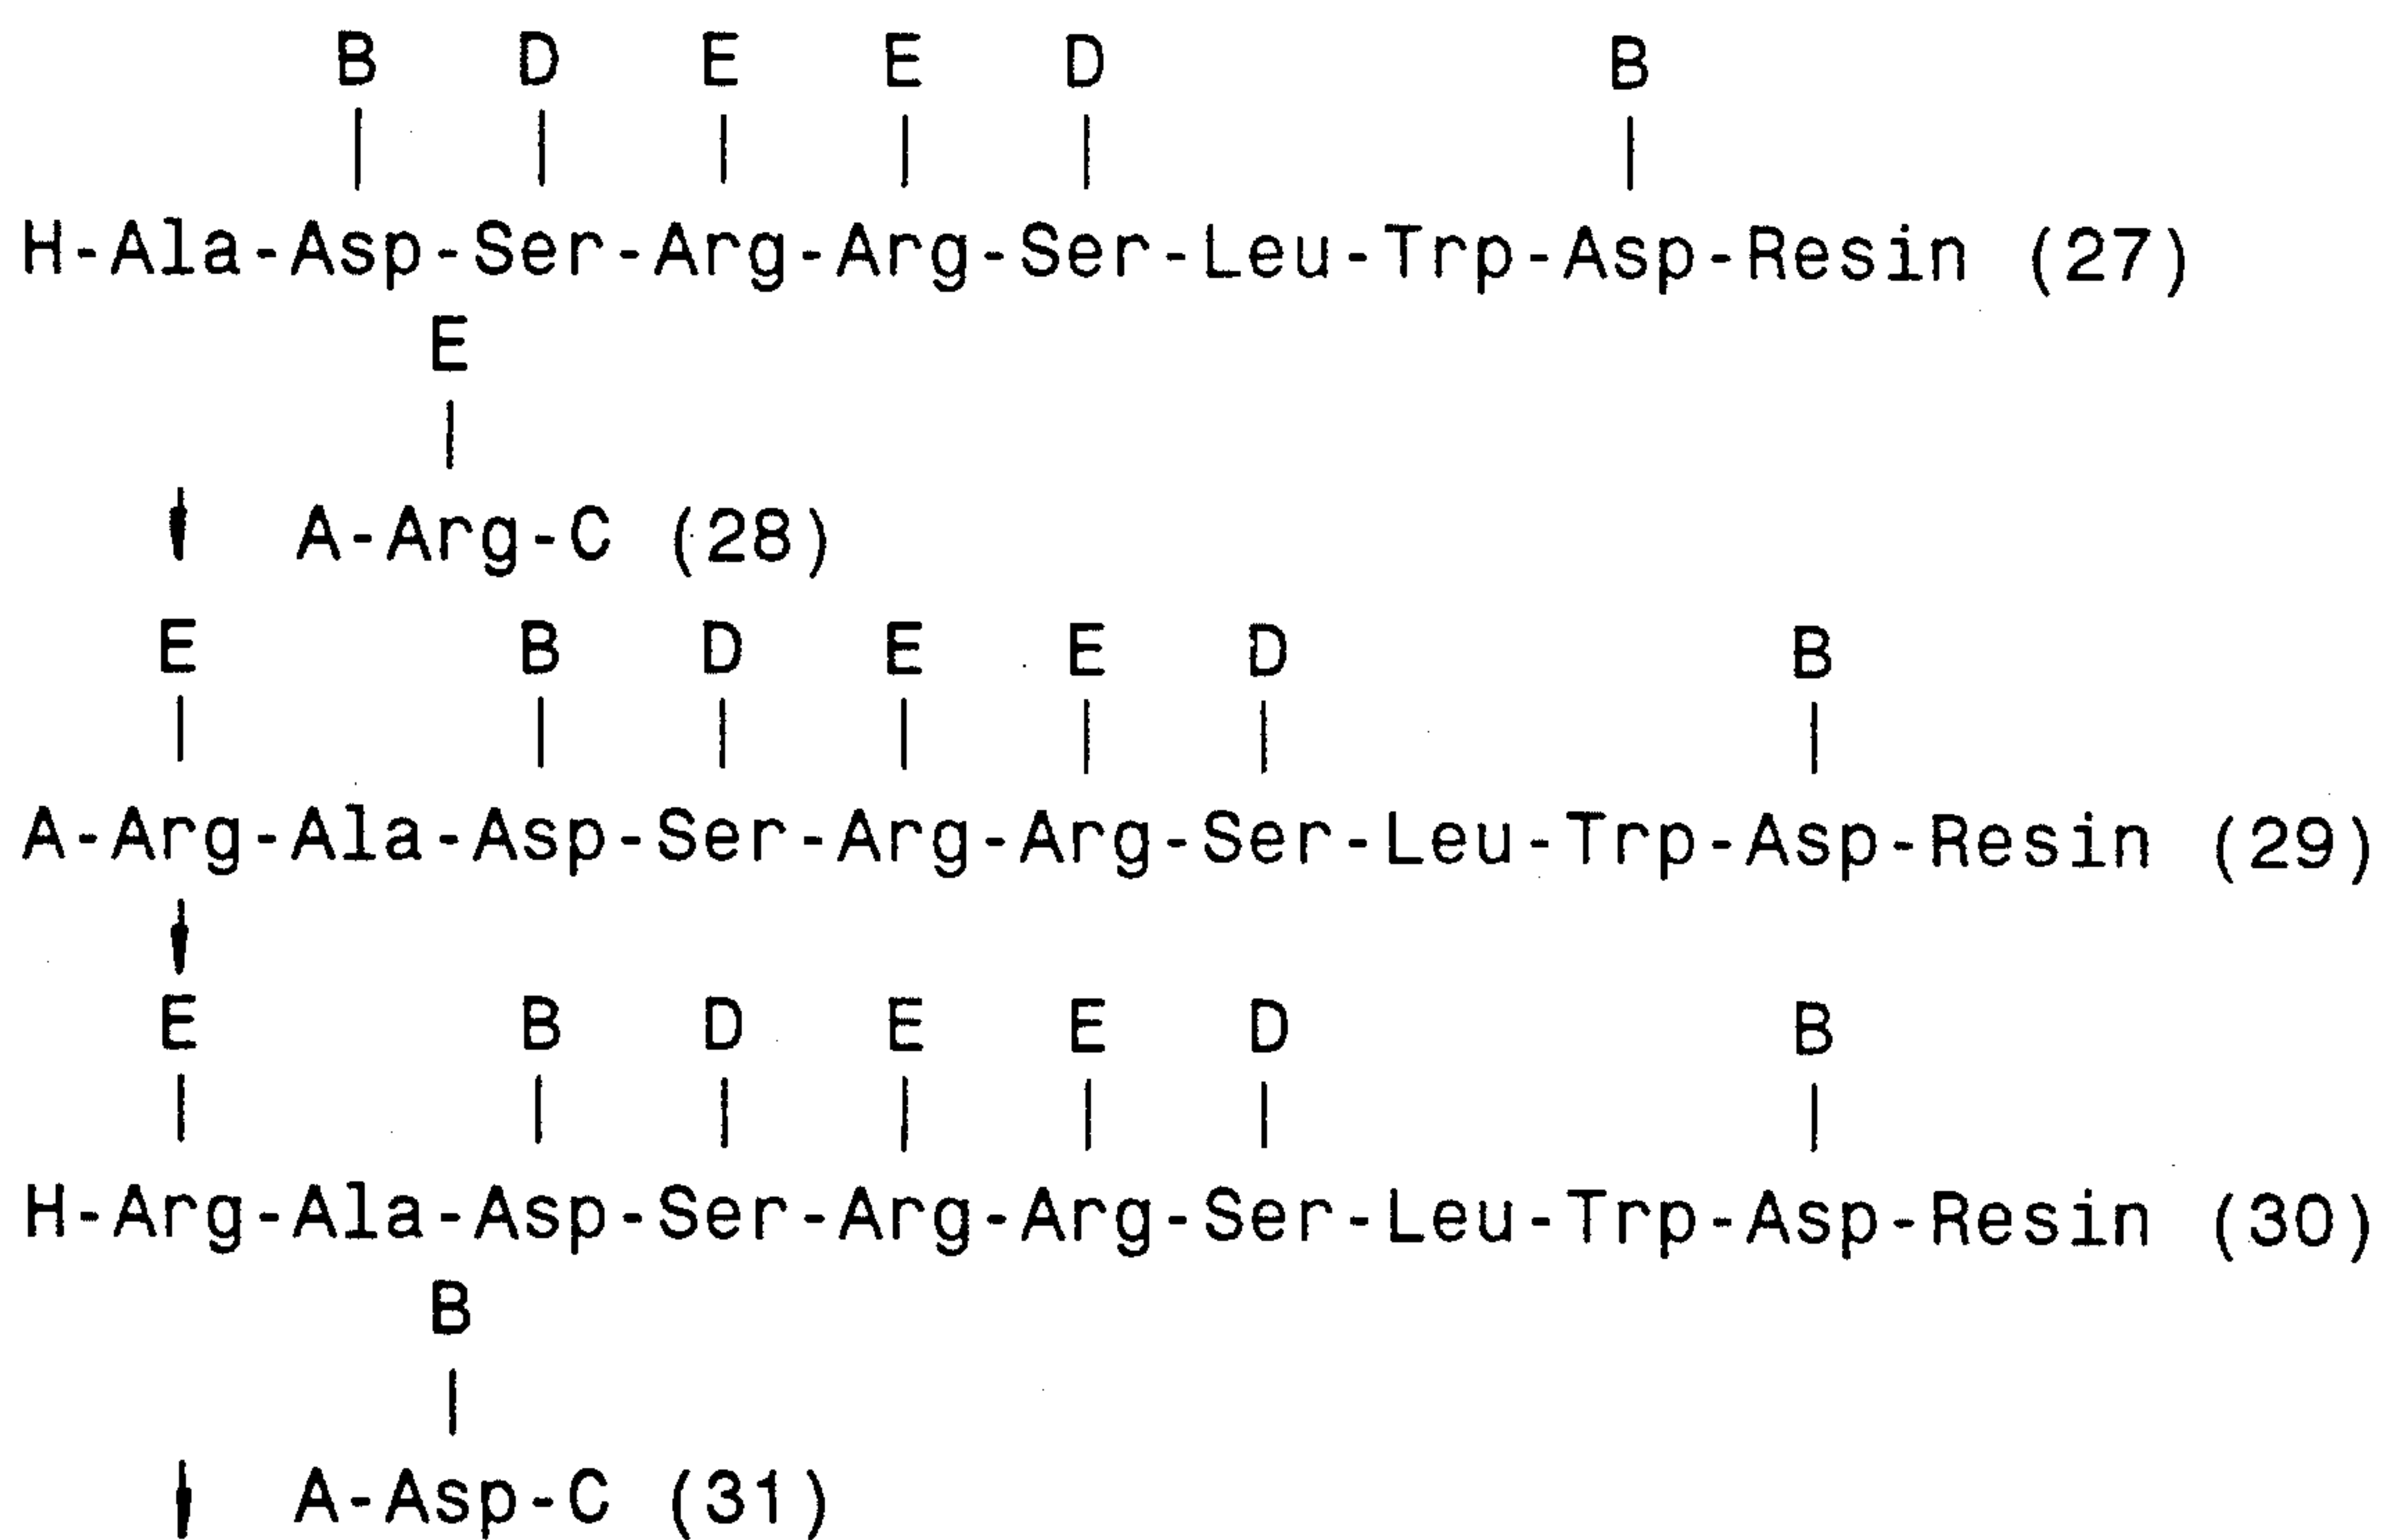 B D E E D B
H-Ala-Asp-Ser-Arg-Arg-Ser-Leu-Trp-Asp-Resin (27)
E
A-Arg-C (28)
E B D E E D B
A-Arg-Ala-Asp-Ser-Arg-Arg-Ser-Leu-Trp-Asp-Resin (29)
E B D E E D B
H-Arg-Ala-Asp-Ser-Arg-Arg-Ser-Leu-Trp-Asp-Resin (30)
B
A-Asp-C (31)